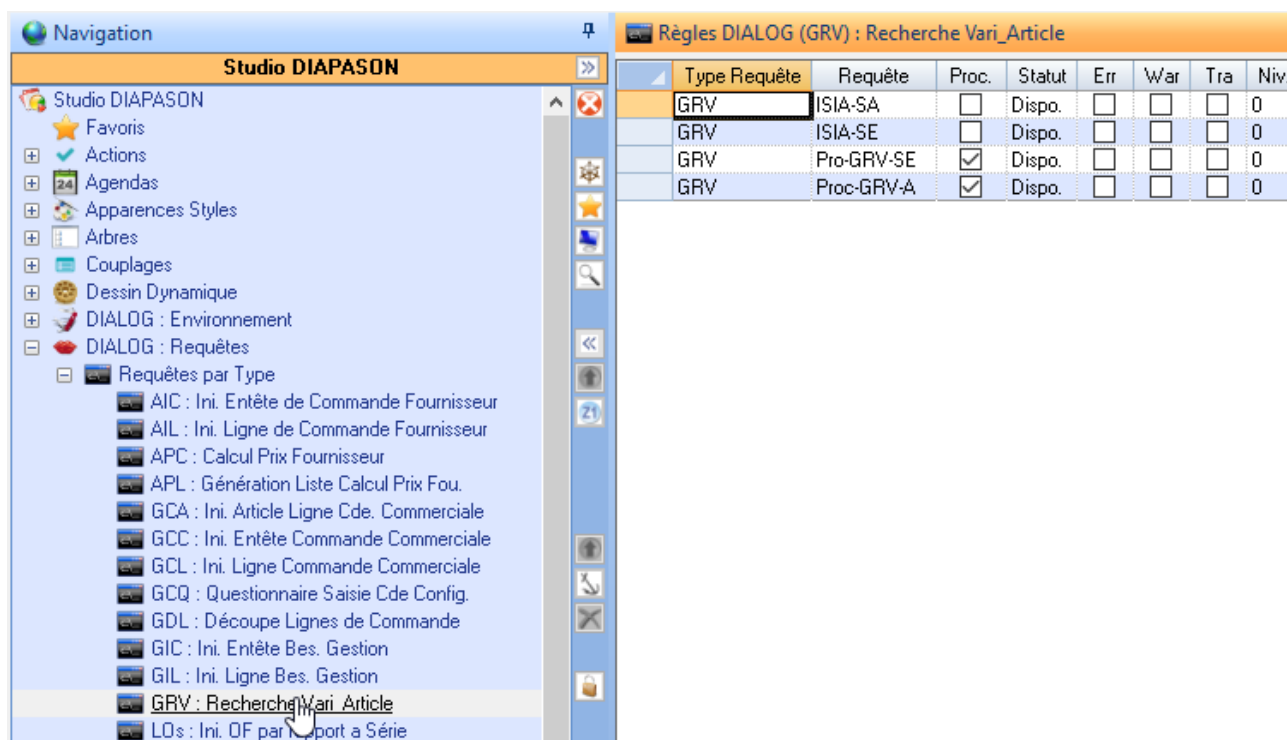 Navigation
Studio DIAPASON
Studio DIAPASON
Favoris
Actions
24 Agendas
Apparences Styles
Arbres
Couplages
Dessin Dynamique
DIALOG : Environnement
DIALOG : Requêtes
Requêtes par Type
AIC : Ini. Entête de Commande Fournisseur
AIL : Ini. Ligne de Commande Fournisseur
APC : Calcul Prix Fournisseur
APL : Génération Liste Calcul Prix Fou.
GCA : Ini. Article Ligne Cde. Commerciale
GCC : Ini. Entête Commande Commerciale
GCL : Ini. Ligne Commande Commerciale
GCQ : Questionnaire Saisie Cde Config.
GDL : Découpe Lignes de Commande
GIC : Ini. Entête Bes. Gestion
GIL : Ini. Ligne Bes. Gestion
GRV : Recherche Vari_Article
LOs : Ini. OF par rapport a Série
Z1
Règles DIALOG (GRV) : Recherche Vari_Article
Type Requête Requête Proc. Statut Err War Tra Niv.
GRV ISIA-SA Dispo. 0
GRV ISIA-SE Dispo. 0
GRV Pro-GRV-SE Dispo. 0
GRV Proc-GRV-A Dispo. 0